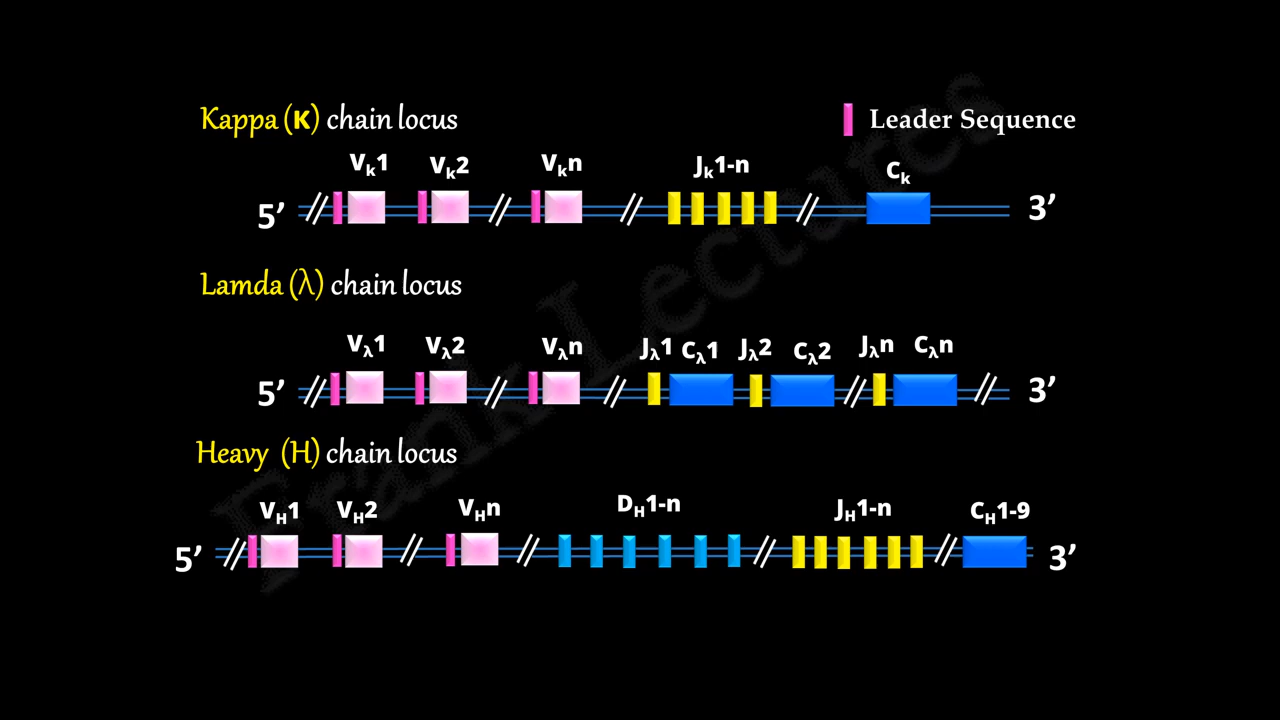 Kappa (K) chain locus
Leader Sequence
Vk1 Vk2 Vkn Jk1-n Ck
5’ 3’
Lamda (λ) chain locus
Vλ1 Vλ2 Vλn Jλ1 Cλ1 Jλ2 Cλ2 Jλn Cλn
5’ 3’
Heavy (H) chain locus
VH1 VH2 VHn DH1-n JH1-n CH1-9
5’ 3’
Frank Lectures